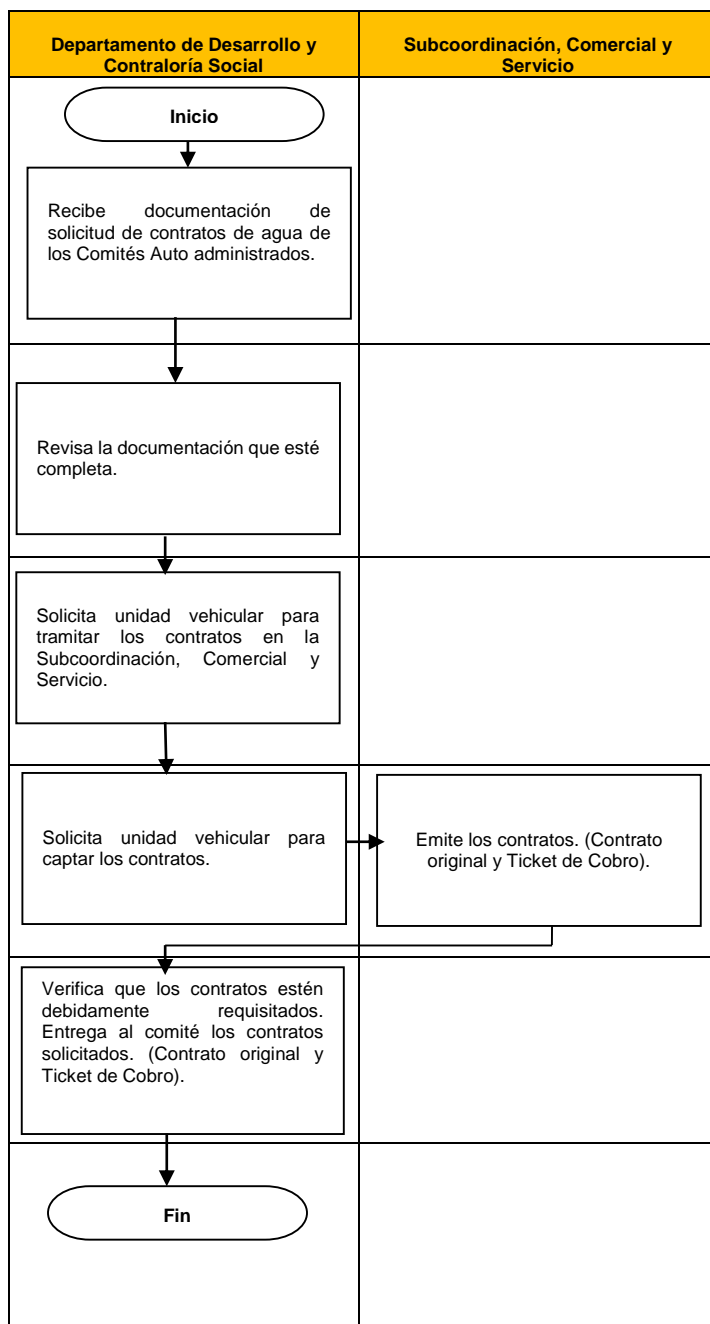 Departamento de Desarrollo y
Contraloría Social
Subcoordinación, Comercial y
Servicio
Inicio
Recibe documentación de
solicitud de contratos de agua de
los Comités Auto administrados.
Revisa la documentación que esté
completa.
Solicita unidad vehicular para
tramitar los contratos en la
Subcoordinación, Comercial y
Servicio.
Solicita unidad vehicular para
captar los contratos.
Emite los contratos. (Contrato
original y Ticket de Cobro).
Verifica que los contratos estén
debidamente requisitados.
Entrega al comité los contratos
solicitados. (Contrato original y
Ticket de Cobro).
Fin